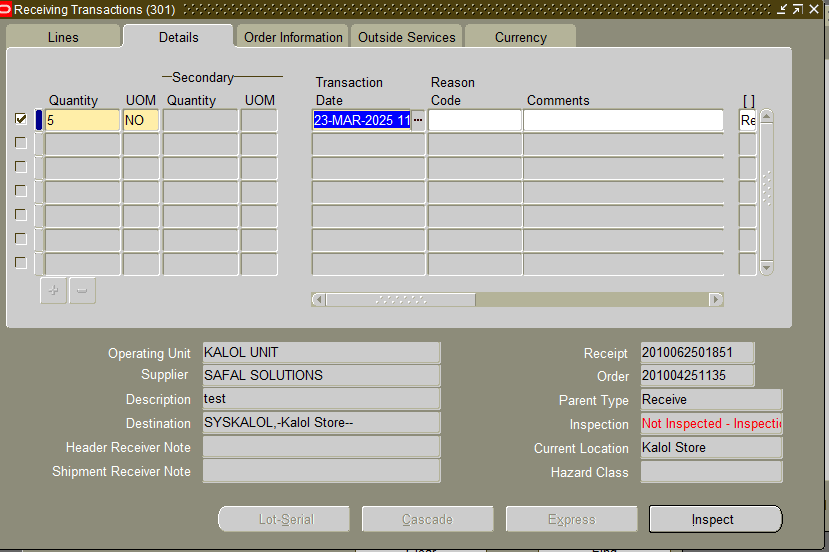 Receiving Transactions (301)
Lines Details Order Information Outside Services Currency
Secondary
Transaction Reason
Quantity UOM Quantity UOM Date Code Comments [ ]
5 NO 23-MAR-2025 11 ... Re
Operating Unit KALOL UNIT Receipt 2010062501851
Supplier SAFAL SOLUTIONS Order 201004251135
Description test Parent Type Receive
Destination SYSKALOL,-Kalol Store-- Inspection Not Inspected - Inspectio
Header Receiver Note Current Location Kalol Store
Shipment Receiver Note Hazard Class
Lot-Serial Cascade Express Inspect